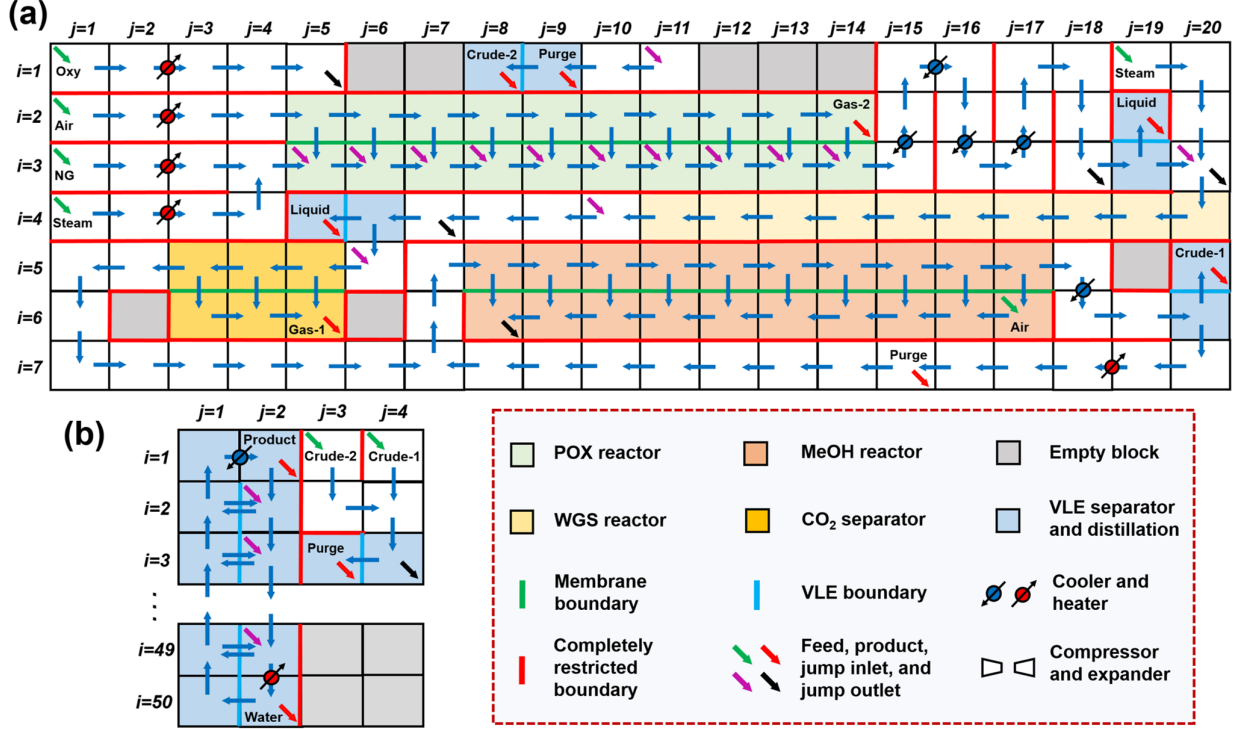 (a)
j=1 j=2 j=3 j=4 j=5 j=6 j=7 j=8 j=9 j=10 j=11 j=12 j=13 j=14 j=15 j=16 j=17 j=18 j=19 j=20
i=1 Oxy Crude-2 Purge Steam
i=2 Air Gas-2 Liquid
i=3 NG
i=4 Steam Liquid
i=5 Crude-1
i=6 Gas-1 Air
i=7 Purge
(b)
j=1 j=2 j=3 j=4
i=1 Product Crude-2 Crude-1
i=2
i=3 Purge
i=49
i=50 Water
POX reactor
MeOH reactor
Empty block
WGS reactor
CO2 separator
VLE separator
and distillation
Membrane
boundary
VLE boundary
Cooler and
heater
Completely
restricted
boundary
Feed, product,
jump inlet, and
jump outlet
Compressor
and expander